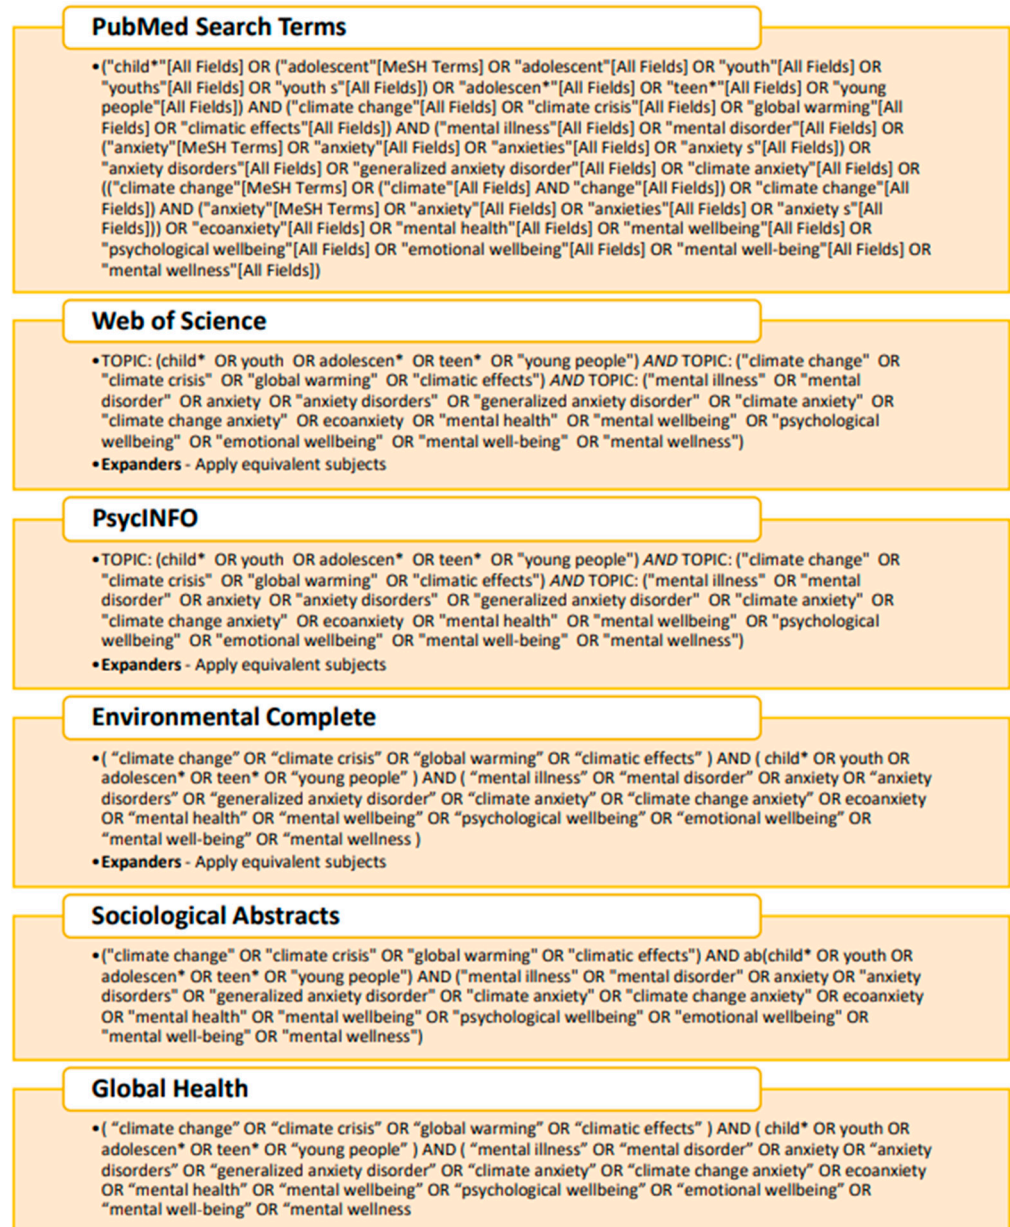 PubMed Search Terms
•("child*"[All Fields] OR ("adolescent"[MeSH Terms] OR "adolescent"[All Fields] OR "youth"[All Fields] OR
"youths"[All Fields] OR "youth s"[All Fields]) OR "adolescen*"[All Fields] OR "teen*"[All Fields] OR "young
people"[All Fields]) AND ("climate change"[All Fields] OR "climate crisis"[All Fields] OR "global warming"[All
Fields] OR "climatic effects"[All Fields]) AND ("mental illness"[All Fields] OR "mental disorder"[All Fields] OR
("anxiety"[MeSH Terms] OR "anxiety"[All Fields] OR "anxieties"[All Fields] OR "anxiety s"[All Fields]) OR
"anxiety disorders"[All Fields] OR "generalized anxiety disorder"[All Fields] OR "climate anxiety"[All Fields] OR
(("climate change"[MeSH Terms] OR ("climate"[All Fields] AND "change"[All Fields]) OR "climate change"[All
Fields]) AND ("anxiety"[MeSH Terms] OR "anxiety"[All Fields] OR "anxieties"[All Fields] OR "anxiety s"[All
Fields])) OR "ecoanxiety"[All Fields] OR "mental health"[All Fields] OR "mental wellbeing"[All Fields] OR
"psychological wellbeing"[All Fields] OR "emotional wellbeing"[All Fields] OR "mental well-being"[All Fields] OR
"mental wellness"[All Fields])
Web of Science
•TOPIC: (child* OR youth OR adolescen* OR teen* OR "young people") AND TOPIC: ("climate change" OR
"climate crisis" OR "global warming" OR "climatic effects") AND TOPIC: ("mental illness" OR "mental
disorder" OR anxiety OR "anxiety disorders" OR "generalized anxiety disorder" OR "climate anxiety" OR
"climate change anxiety" OR ecoanxiety OR "mental health" OR "mental wellbeing" OR "psychological
wellbeing" OR "emotional wellbeing" OR "mental well-being" OR "mental wellness")
•Expanders - Apply equivalent subjects
PsycINFO
•TOPIC: (child* OR youth OR adolescen* OR teen* OR "young people") AND TOPIC: ("climate change" OR
"climate crisis" OR "global warming" OR "climatic effects") AND TOPIC: ("mental illness" OR "mental
disorder" OR anxiety OR "anxiety disorders" OR "generalized anxiety disorder" OR "climate anxiety" OR
"climate change anxiety" OR ecoanxiety OR "mental health" OR "mental wellbeing" OR "psychological
wellbeing" OR "emotional wellbeing" OR "mental well-being" OR "mental wellness")
•Expanders - Apply equivalent subjects
Environmental Complete
•( “climate change” OR “climate crisis” OR “global warming” OR “climatic effects” ) AND ( child* OR youth OR
adolescen* OR teen* OR “young people” ) AND ( “mental illness” OR “mental disorder” OR anxiety OR “anxiety
disorders” OR “generalized anxiety disorder” OR “climate anxiety” OR “climate change anxiety” OR ecoanxiety
OR “mental health” OR “mental wellbeing” OR “psychological wellbeing” OR “emotional wellbeing” OR
“mental well-being” OR “mental wellness )
•Expanders - Apply equivalent subjects
Sociological Abstracts
•("climate change" OR "climate crisis" OR "global warming" OR "climatic effects") AND ab(child* OR youth OR
adolescen* OR teen* OR "young people") AND ("mental illness" OR "mental disorder" OR anxiety OR "anxiety
disorders" OR "generalized anxiety disorder" OR "climate anxiety" OR "climate change anxiety" OR ecoanxiety
OR "mental health" OR "mental wellbeing" OR "psychological wellbeing" OR "emotional wellbeing" OR
"mental well-being" OR "mental wellness")
Global Health
•( “climate change” OR “climate crisis” OR “global warming” OR “climatic effects” ) AND ( child* OR youth OR
adolescen* OR teen* OR “young people” ) AND ( “mental illness” OR “mental disorder” OR anxiety OR “anxiety
disorders” OR “generalized anxiety disorder” OR “climate anxiety” OR “climate change anxiety” OR ecoanxiety
OR “mental health” OR “mental wellbeing” OR “psychological wellbeing” OR “emotional wellbeing” OR
“mental well-being” OR “mental wellness